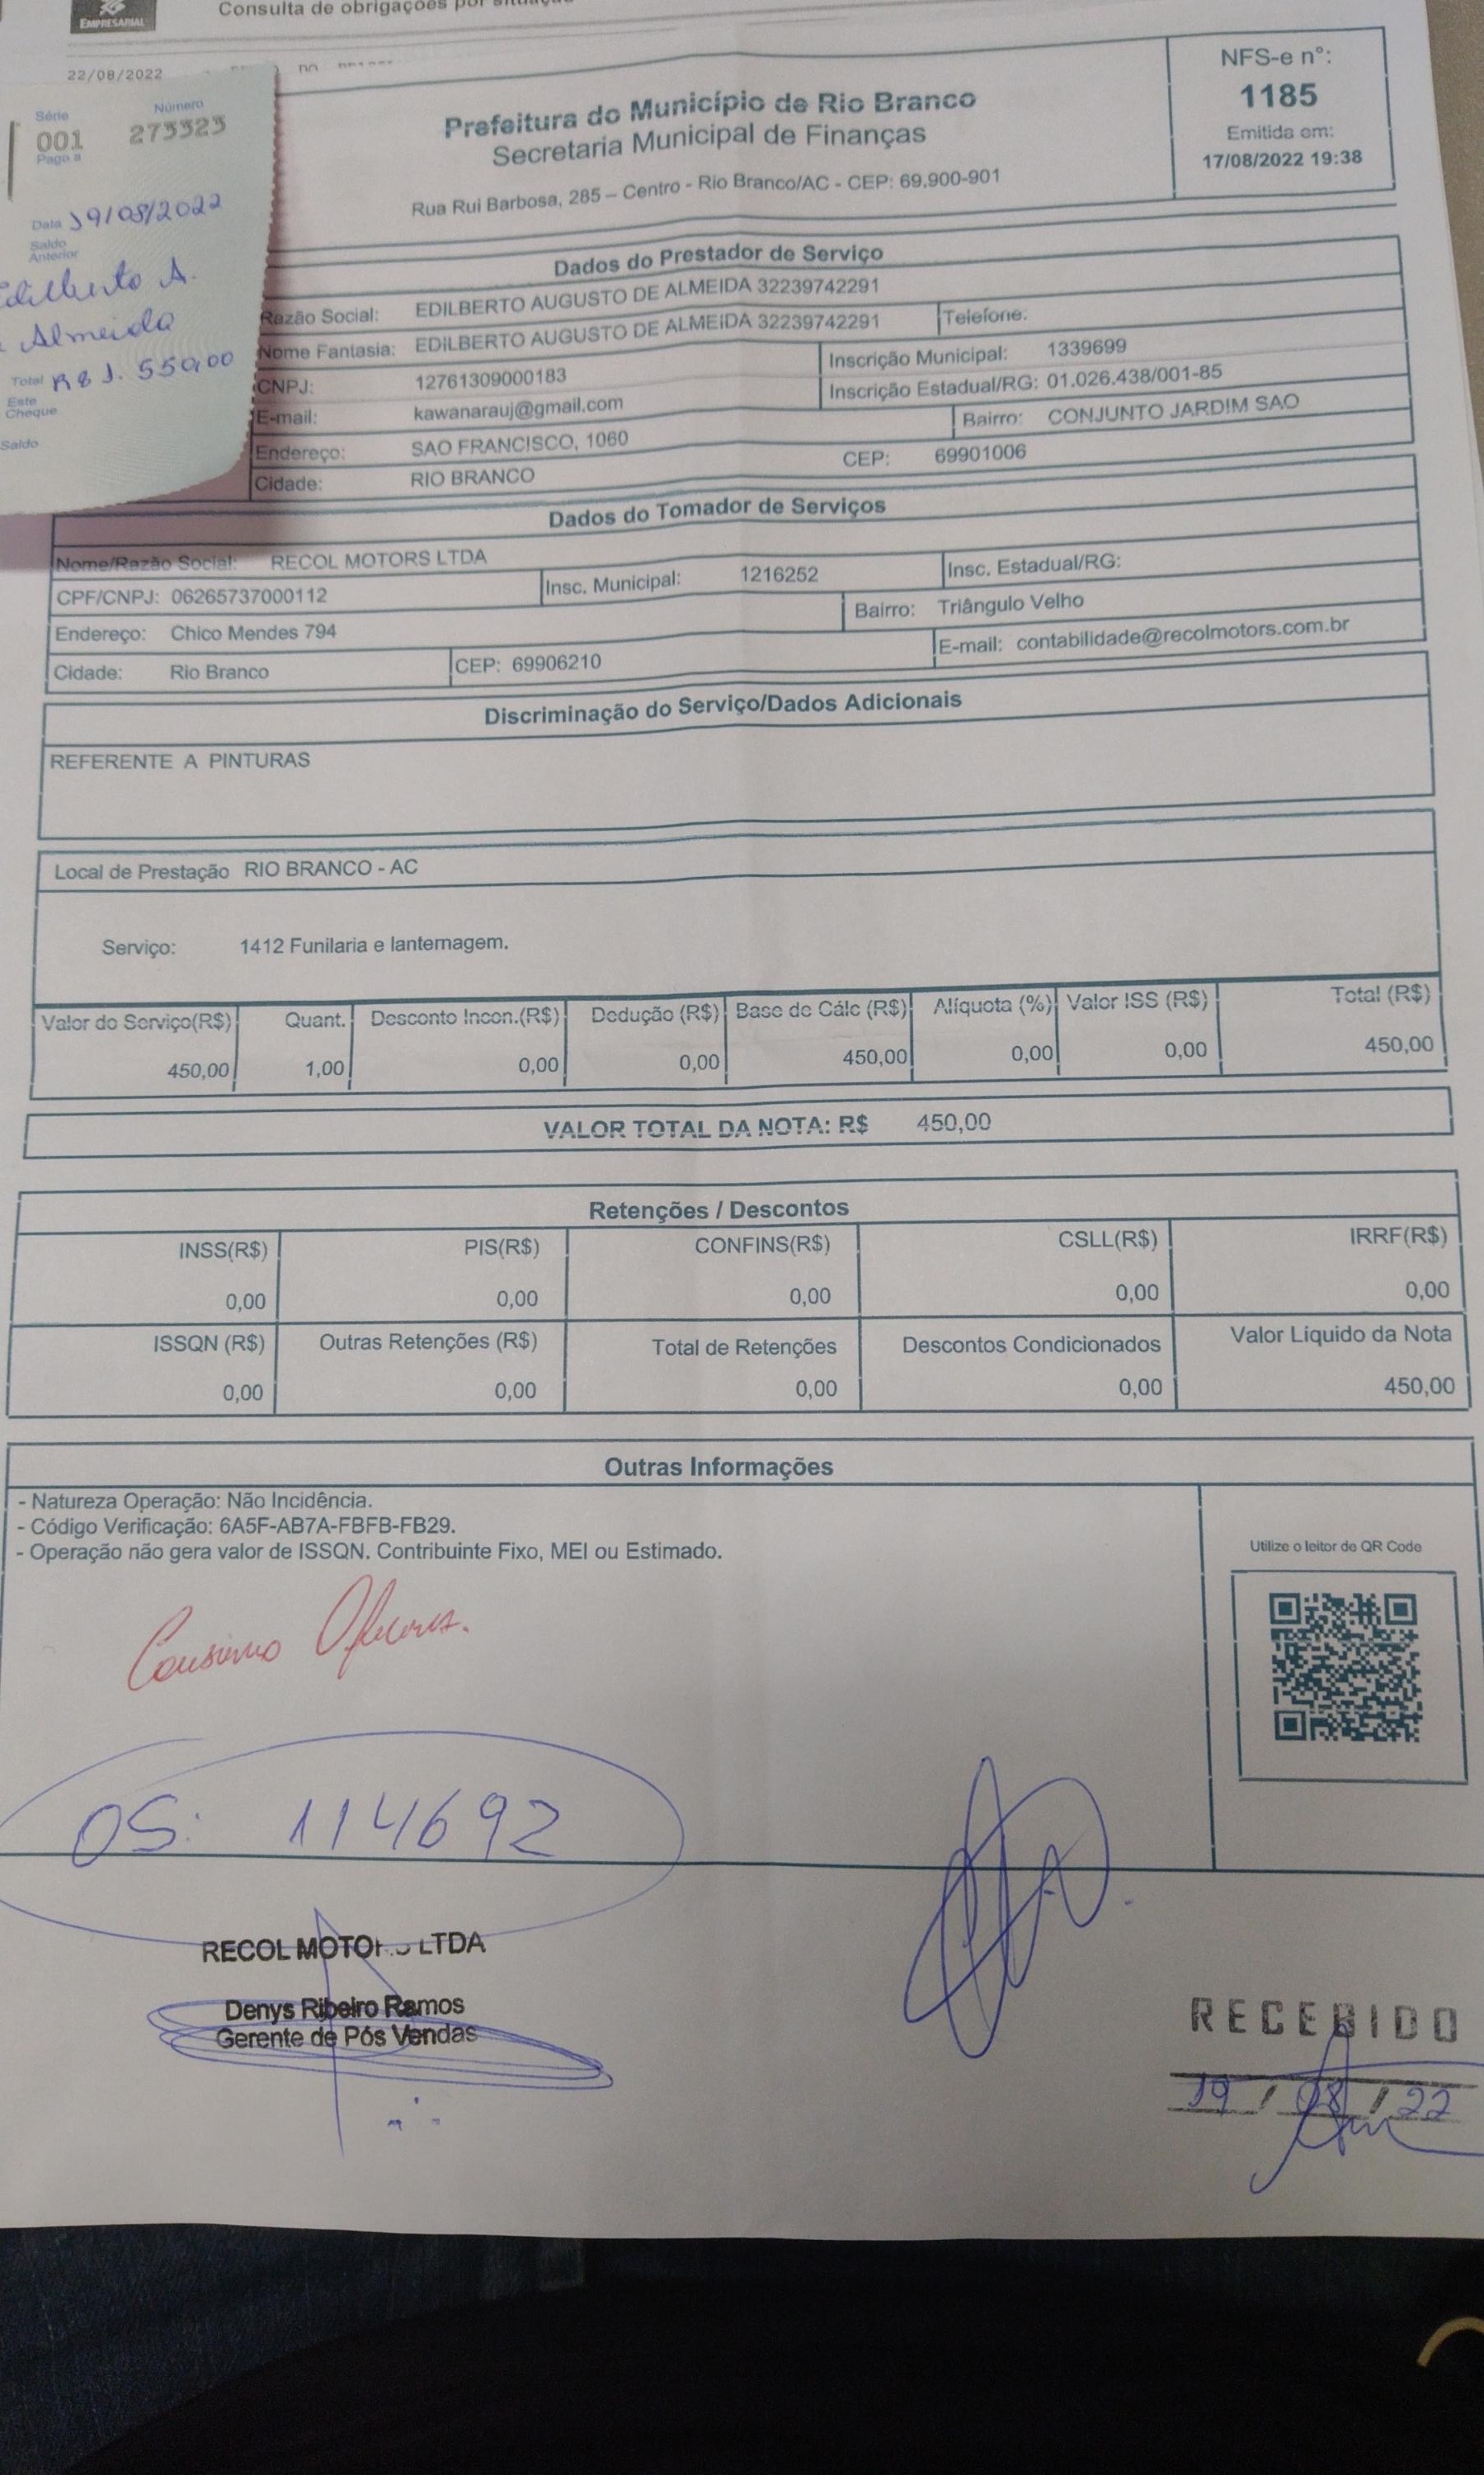 EMPRESARIAL
Consulta de obrigações por situação
22/08/2022
Série Número
001 273323
Pago a
Data 19/08/2022
Saldo
Anterior
Edilberto A.
Almeida
Total R$ 1.550,00
Este
Cheque
Saldo
Prefeitura do Município de Rio Branco
Secretaria Municipal de Finanças
Rua Rui Barbosa, 285 – Centro - Rio Branco/AC - CEP: 69.900-901
NFS-e n°:
1185
Emitida em:
17/08/2022 19:38
Dados do Prestador de Serviço
Razão Social: EDILBERTO AUGUSTO DE ALMEIDA 32239742291
Nome Fantasia: EDILBERTO AUGUSTO DE ALMEIDA 32239742291 Telefone:
CNPJ: 12761309000183 Inscrição Municipal: 1339699
E-mail: kawanarauj@gmail.com Inscrição Estadual/RG: 01.026.438/001-85
Endereço: SAO FRANCISCO, 1060 Bairro: CONJUNTO JARDIM SAO
Cidade: RIO BRANCO CEP: 69901006
Dados do Tomador de Serviços
Nome/Razão Social: RECOL MOTORS LTDA
CPF/CNPJ: 06265737000112 Insc. Municipal: 1216252 Insc. Estadual/RG:
Endereço: Chico Mendes 794 Bairro: Triângulo Velho
Cidade: Rio Branco CEP: 69906210 E-mail: contabilidade@recolmotors.com.br
Discriminação do Serviço/Dados Adicionais
REFERENTE A PINTURAS
Local de Prestação RIO BRANCO - AC
Serviço: 1412 Funilaria e lanternagem.
Valor do Serviço(R$) Quant. Desconto Incon.(R$) Dedução (R$) Base de Cálc (R$) Alíquota (%) Valor ISS (R$) Total (R$)
450,00 1,00 0,00 0,00 450,00 0,00 0,00 450,00
VALOR TOTAL DA NOTA: R$ 450,00
Retenções / Descontos
INSS(R$) PIS(R$) CONFINS(R$) CSLL(R$) IRRF(R$)
0,00 0,00 0,00 0,00 0,00
ISSQN (R$) Outras Retenções (R$) Total de Retenções Descontos Condicionados Valor Líquido da Nota
0,00 0,00 0,00 0,00 450,00
Outras Informações
- Natureza Operação: Não Incidência.
- Código Verificação: 6A5F-AB7A-FBFB-FB29.
- Operação não gera valor de ISSQN. Contribuinte Fixo, MEI ou Estimado.
Utilize o leitor de QR Code
Consumo
OS: 114692
RECOL MOTORS LTDA
Denys Ribeiro Ramos
Gerente de Pós Vendas
RECEBIDO
19 / 08 / 22